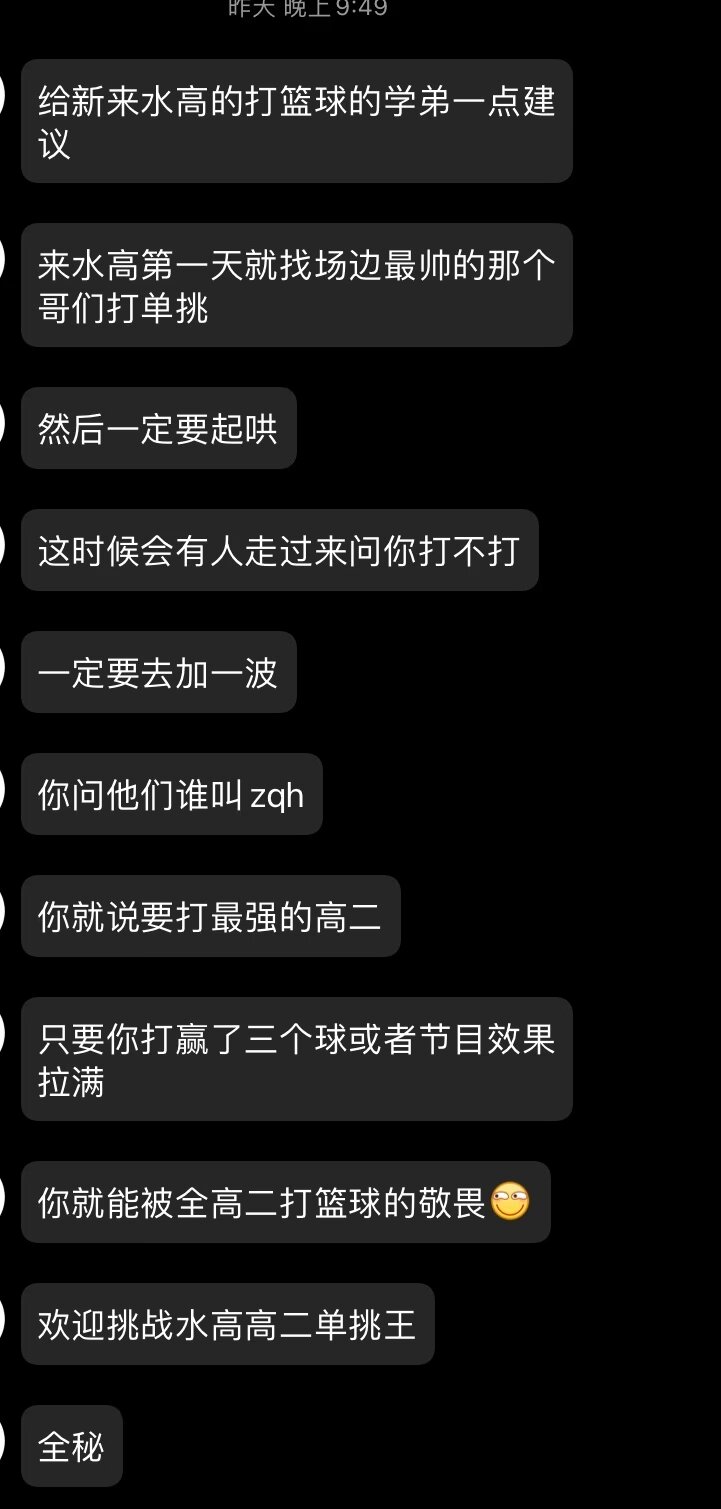 昨天 晚上9:49
给新来水高的打篮球的学弟一点建
议
来水高第一天就找场边最帅的那个
哥们打单挑
然后一定要起哄
这时候会有人走过来问你打不打
一定要去加一波
你问他们谁叫zqh
你就说要打最强的高二
只要你打赢了三个球或者节目效果
拉满
你就能被全高二打篮球的敬畏
欢迎挑战水高高二单挑王
全秘